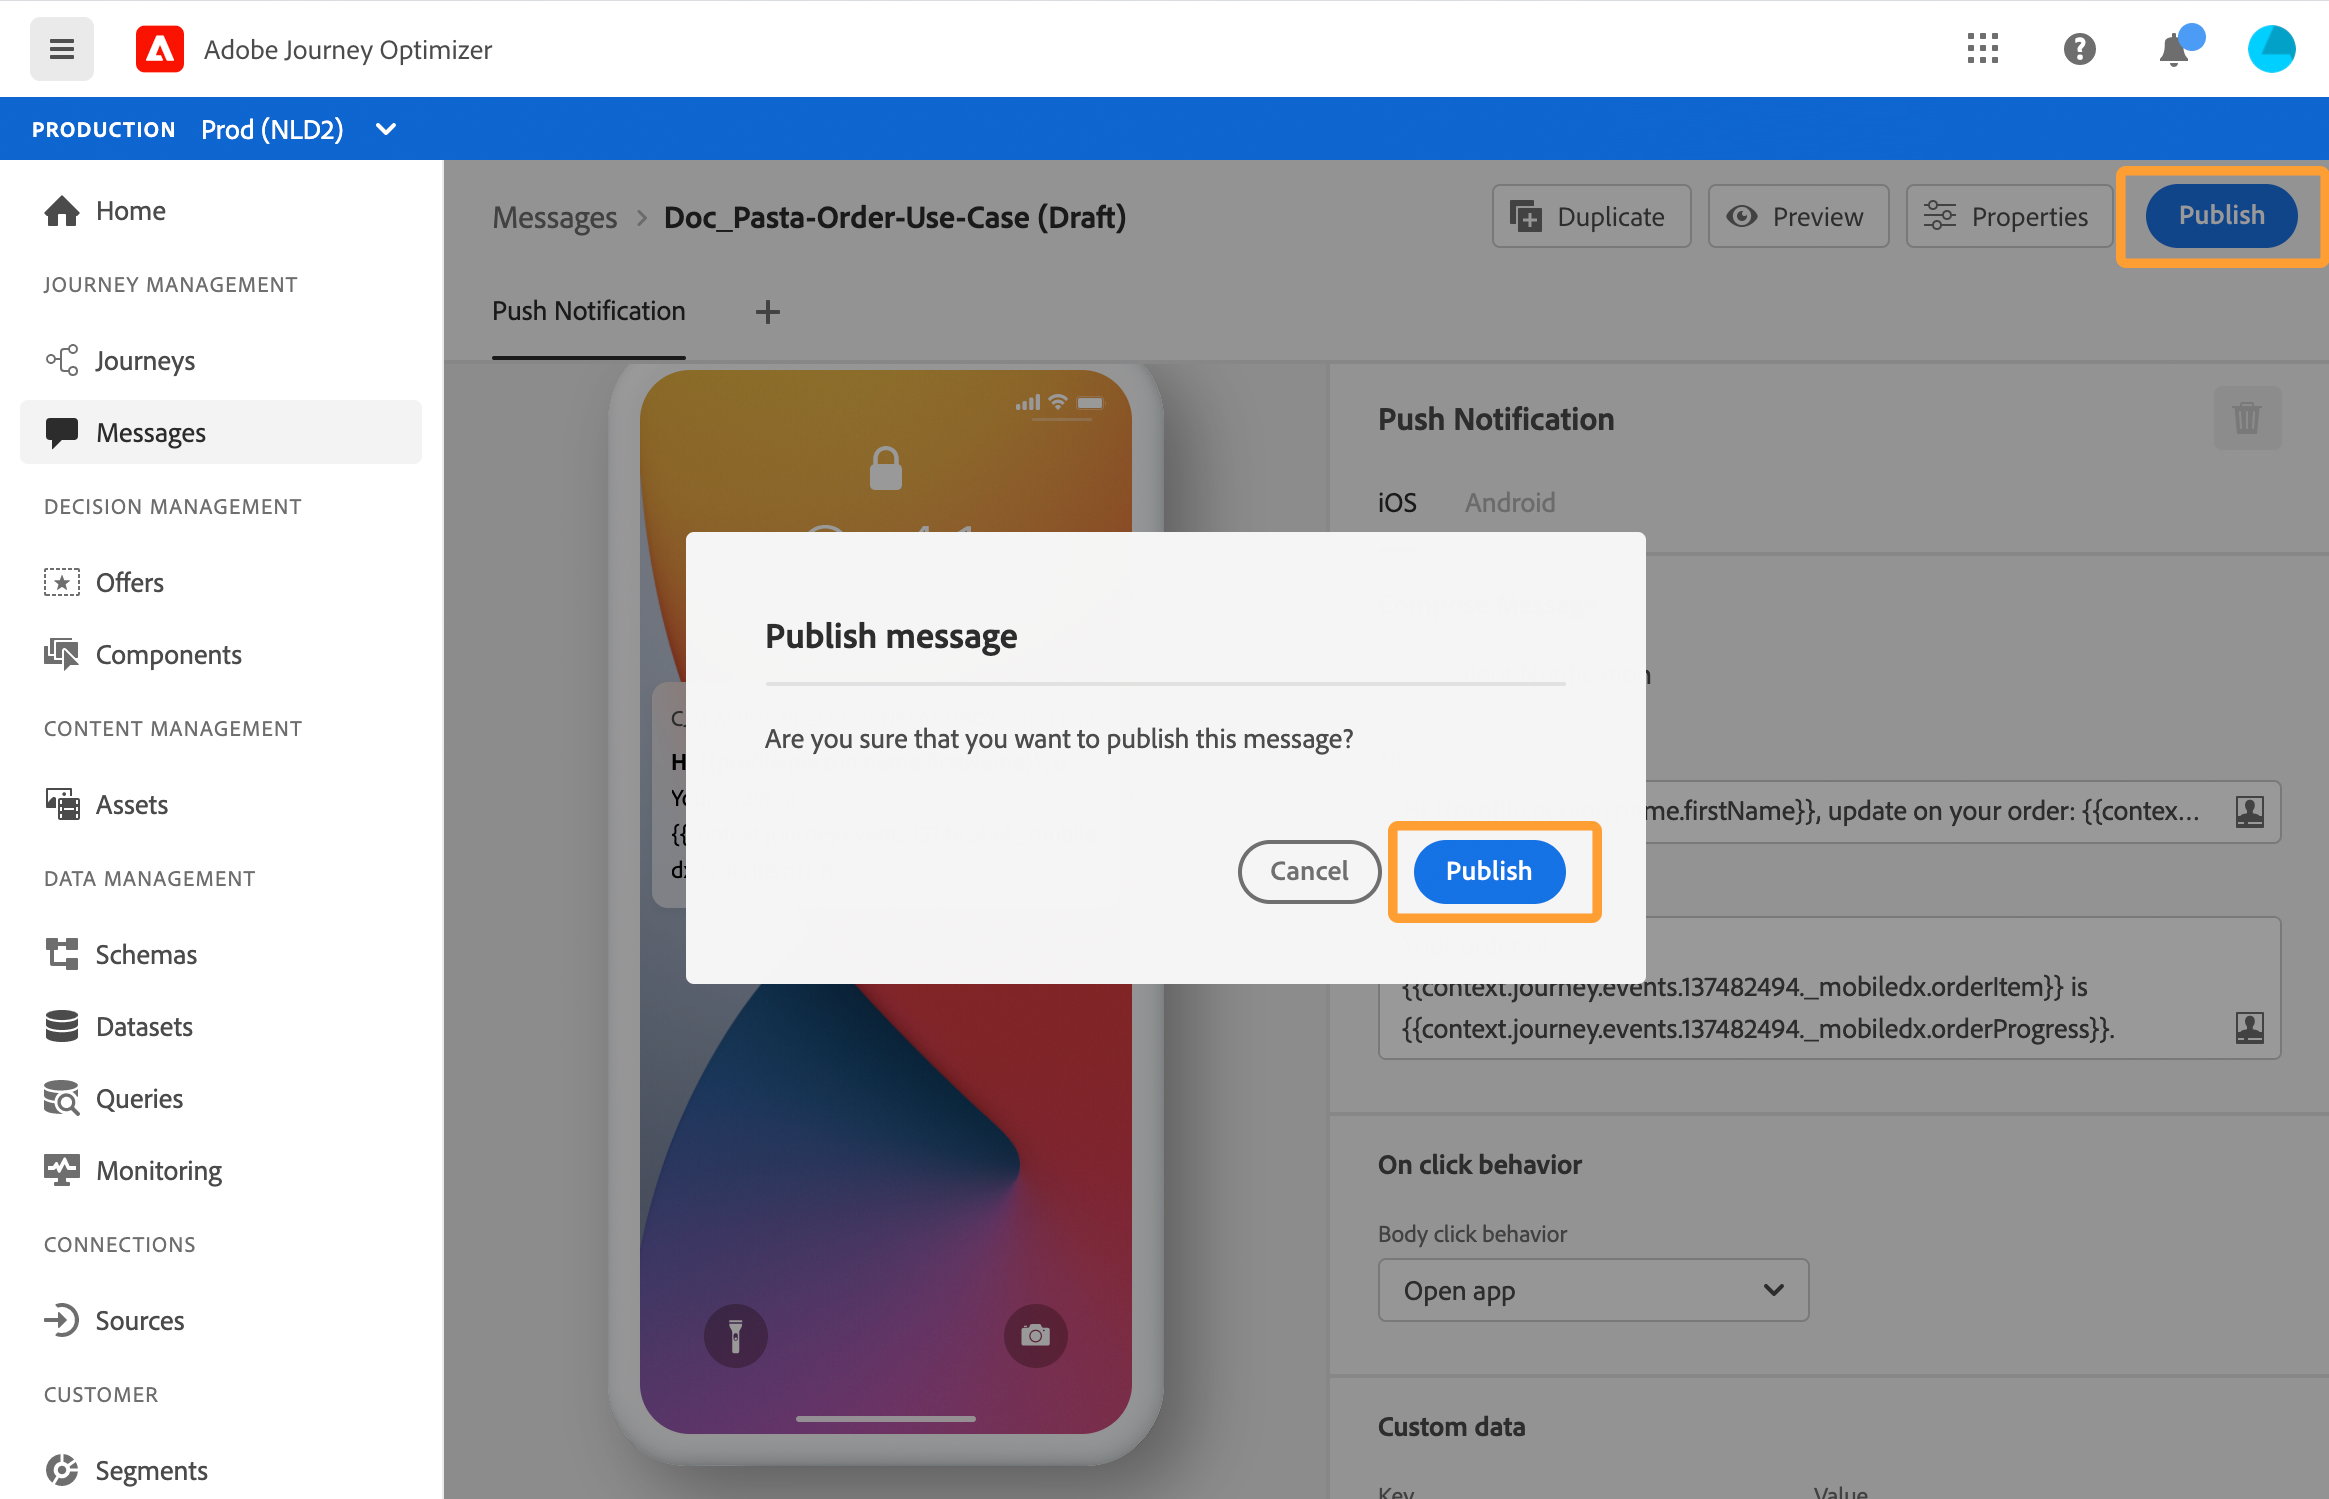 Adobe Journey Optimizer
PRODUCTION Prod (NLD2)
Home
JOURNEY MANAGEMENT
Journeys
Messages
DECISION MANAGEMENT
Offers
Components
CONTENT MANAGEMENT
Assets
DATA MANAGEMENT
Schemas
Datasets
Queries
Monitoring
CONNECTIONS
Sources
CUSTOMER
Segments
Messages > Doc_Pasta-Order-Use-Case (Draft)
Duplicate
Preview
Properties
Publish
Push Notification +
Push Notification
iOS Android
Publish message
Are you sure that you want to publish this message?
Cancel
Publish
me.firstName}}, update on your order: {{contex...
{{context.journey.events.137482494._mobiledx.orderItem}} is
{{context.journey.events.137482494._mobiledx.orderProgress}}.
On click behavior
Body click behavior
Open app
Custom data
Key Value